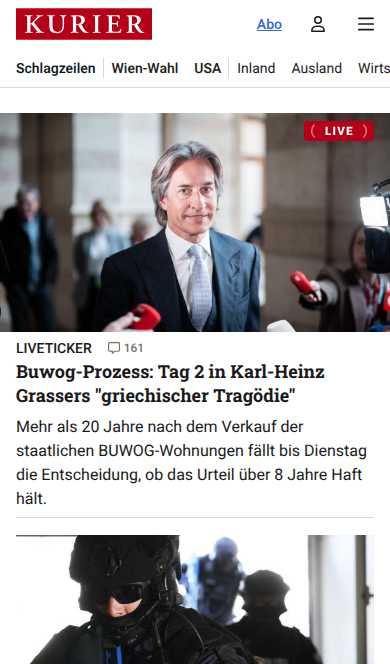 KURIER
Abo
Schlagzeilen Wien-Wahl USA Inland Ausland Wirts
LIVE
LIVETICKER 161
Buwog-Prozess: Tag 2 in Karl-Heinz
Grassers "griechischer Tragödie"
Mehr als 20 Jahre nach dem Verkauf der
staatlichen BUWOG-Wohnungen fällt bis Dienstag
die Entscheidung, ob das Urteil über 8 Jahre Haft
hält.